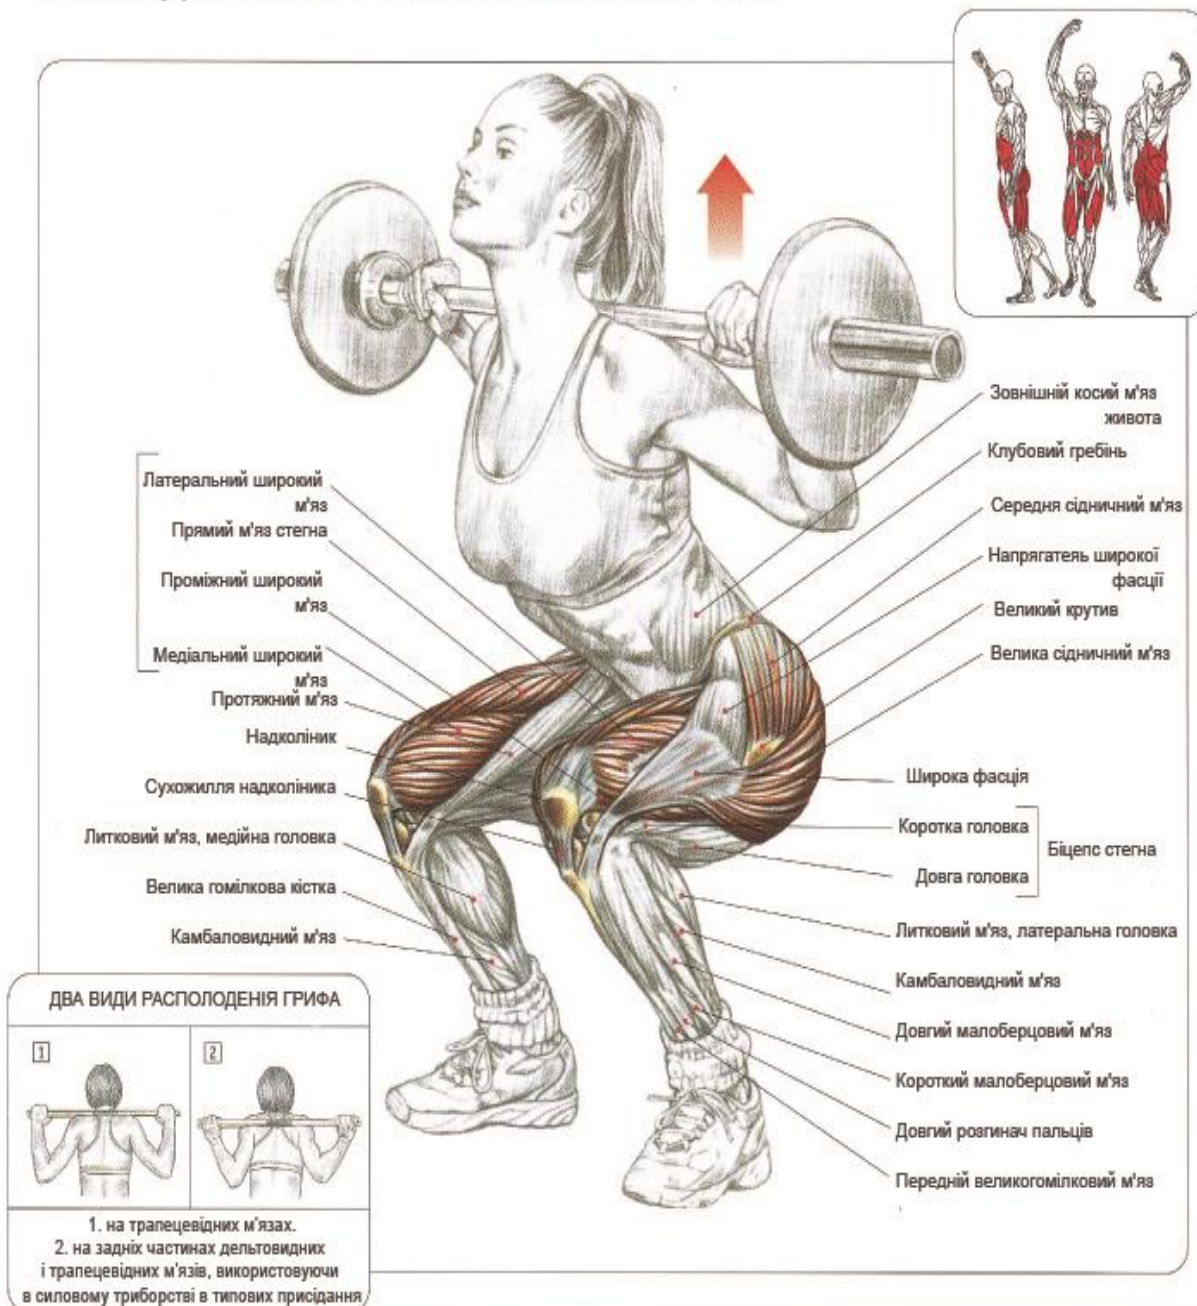 Латеральний широкий
м'яз
Прямий м'яз стегна
Проміжний широкий
м'яз
Медіальний широкий
м'яз
Протяжний м'яз
Надколіник
Сухожилля надколіника
Литковий м'яз, медійна головка
Велика гомілкова кістка
Камбаловидний м'яз
Зовнішній косий м'яз
живота
Клубовий гребінь
Середня сідничний м'яз
Напрягатеяь широкої
фасції
Великий крутив
Велика сідничний м'яз
Широка фасція
Коротка головка
Довга головка
Біцепс стегна
Литковий м'яз, латеральна головка
Камбаловидний м'яз
Довгий малоберцовий м'яз
Короткий малоберцовий м'яз
Довгий розгинач пальців
Передній великогомілковий м'яз
ДВА ВИДИ РАСПОЛОДЕНІЯ ГРИФА
1
2
1. на трапецевідних м'язах.
2. на задніх частинах дельтовидних
і трапецевідних м'язів, використовуючи
в силовому триборстві в типових присідання